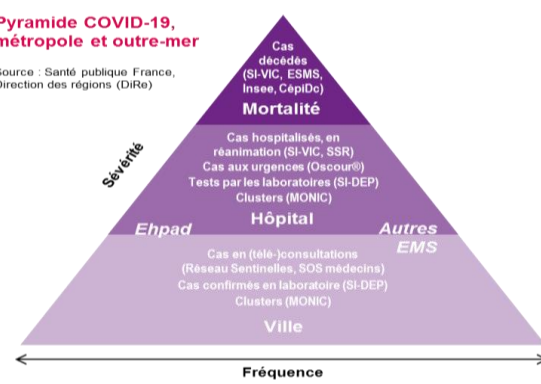 Pyramide COVID-19,
métropole et outre-mer
Source : Santé publique France,
Direction des régions (DiRe)
Cas
décédés
(SI-VIC, ESMS,
Insee, CépiDc)
Mortalité
Sévérité
Cas hospitalisés, en
réanimation (SI-VIC, SSR)
Cas aux urgences (Oscour®)
Tests par les laboratoires (SI-DEP)
Clusters (MONIC)
Hôpital
Ehpad
Autres
EMS
Cas en (télé-)consultations
(Réseau Sentinelles, SOS médecins)
Cas confirmés en laboratoire (SI-DEP)
Clusters (MONIC)
Ville
Fréquence